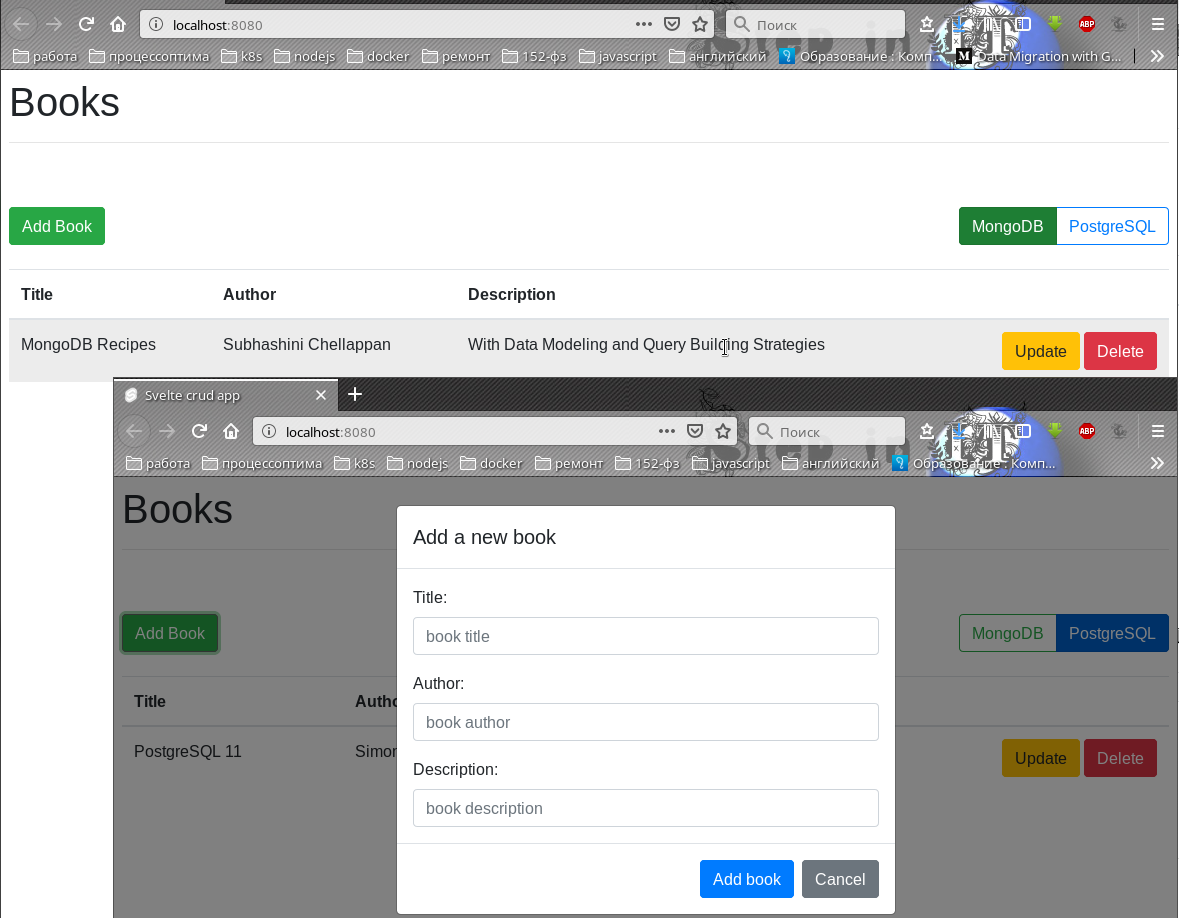 localhost:8080 Поиск
работа процессоптима k8s nodejs docker ремонт 152-фз javascript английский Образование : Комп… Data Migration with G…
Books
Add Book MongoDB PostgreSQL
Title Author Description
MongoDB Recipes Subhashini Chellappan With Data Modeling and Query Building Strategies Update Delete
Svelte crud app
localhost:8080 Поиск
работа процессоптима k8s nodejs docker ремонт 152-фз javascript английский Образование : Комп…
Books
Add a new book
Title:
book title
Add Book MongoDB PostgreSQL
Author:
Title Autho
book author
PostgreSQL 11 Simor Update Delete
Description:
book description
Add book Cancel